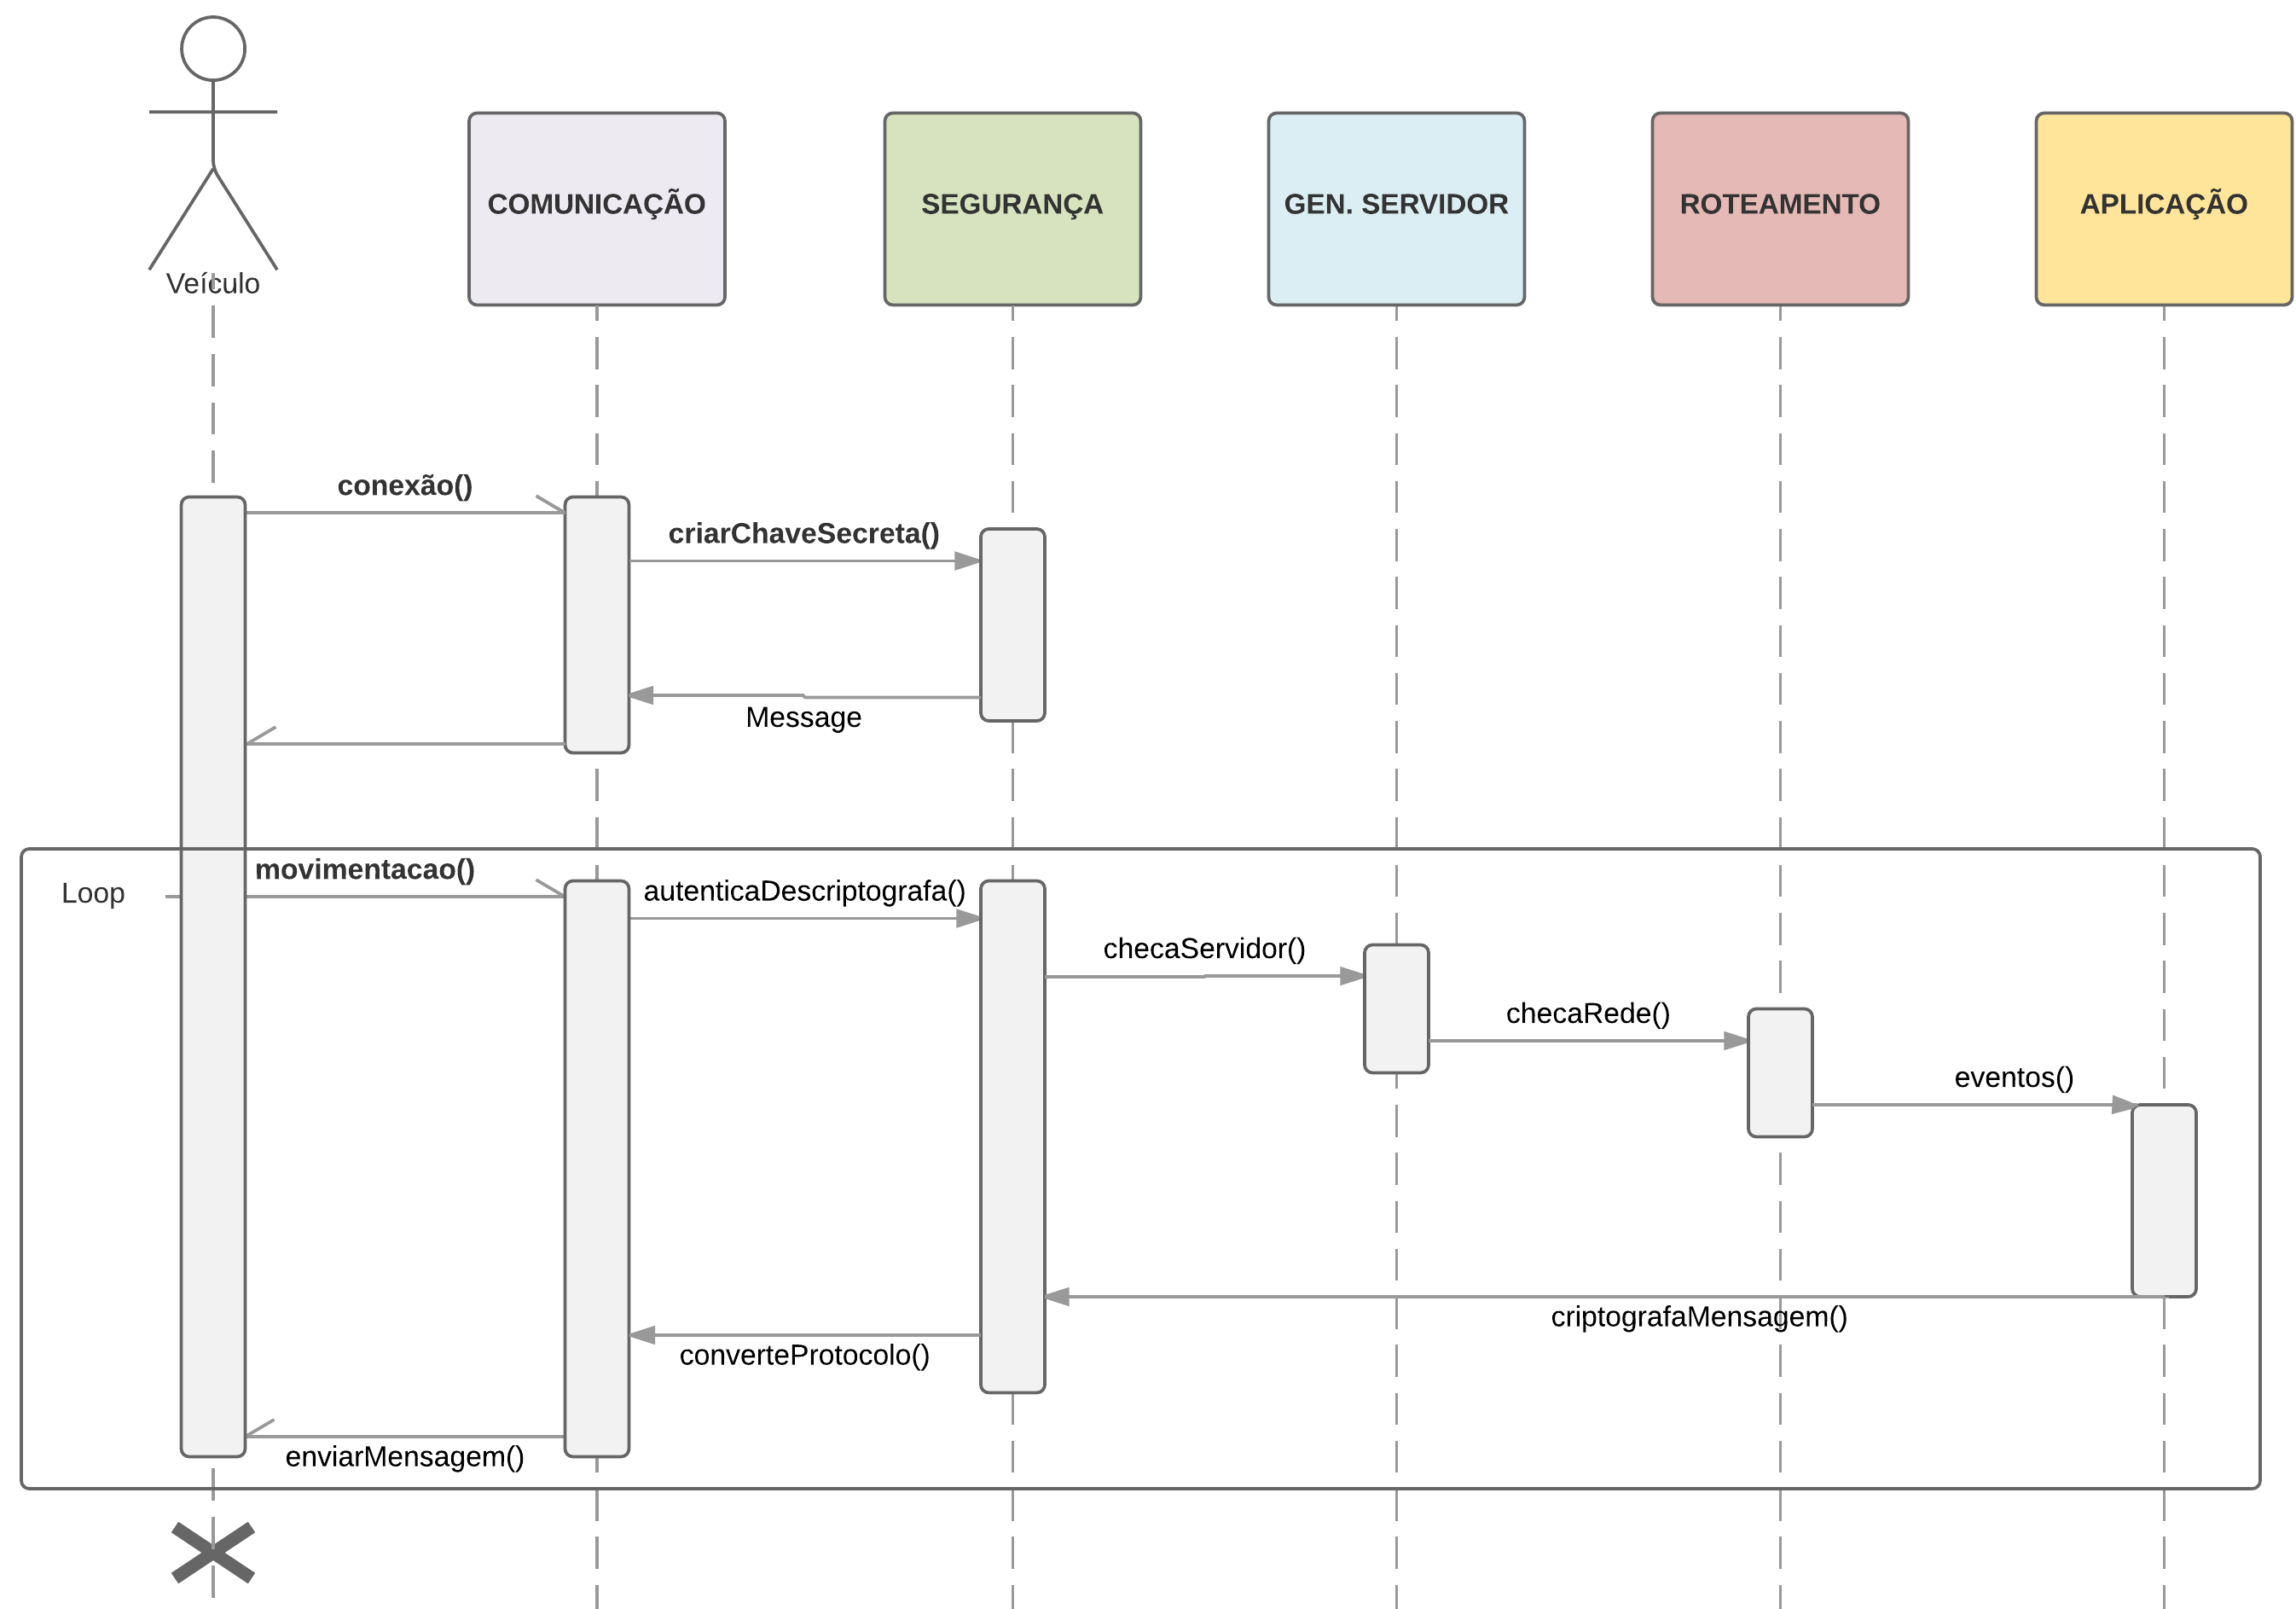 Veículo
COMUNICAÇÃO
SEGURANÇA
GEN. SERVIDOR
ROTEAMENTO
APLICAÇÃO
conexão()
criarChaveSecreta()
Message
Loop
movimentacao()
autenticaDescriptografa()
checaServidor()
checaRede()
eventos()
criptografaMensagem()
converteProtocolo()
enviarMensagem()